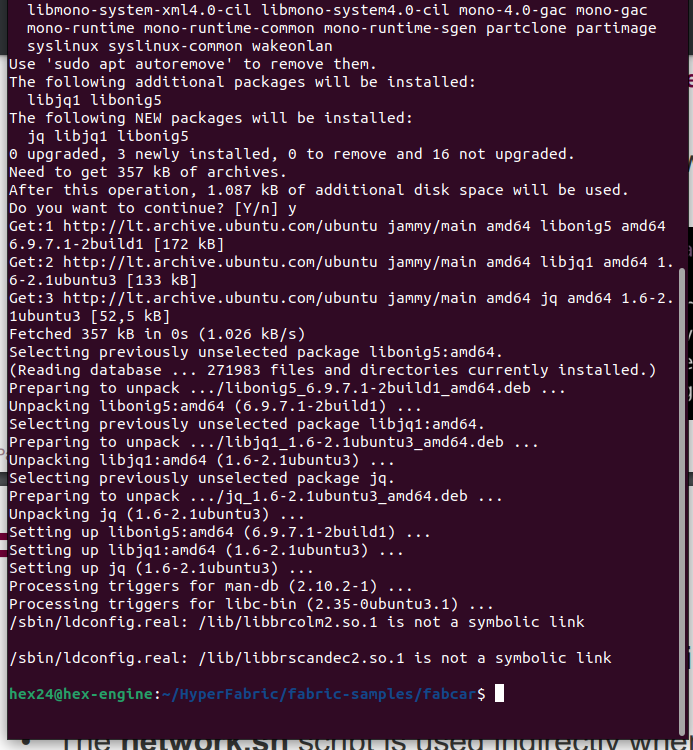 libmono-system-xml4.0-cil libmono-system4.0-cil mono-4.0-gac mono-gac
mono-runtime mono-runtime-common mono-runtime-sgen partclone partimage
syslinux syslinux-common wakeonlan
Use 'sudo apt autoremove' to remove them.
The following additional packages will be installed:
libjq1 libonig5
The following NEW packages will be installed:
jq libjq1 libonig5
0 upgraded, 3 newly installed, 0 to remove and 16 not upgraded.
Need to get 357 kB of archives.
After this operation, 1.087 kB of additional disk space will be used.
Do you want to continue? [Y/n] y
Get:1 http://lt.archive.ubuntu.com/ubuntu jammy/main amd64 libonig5 amd64
6.9.7.1-2build1 [172 kB]
Get:2 http://lt.archive.ubuntu.com/ubuntu jammy/main amd64 libjq1 amd64 1.
6-2.1ubuntu3 [133 kB]
Get:3 http://lt.archive.ubuntu.com/ubuntu jammy/main amd64 jq amd64 1.6-2.
1ubuntu3 [52,5 kB]
Fetched 357 kB in 0s (1.026 kB/s)
Selecting previously unselected package libonig5:amd64.
(Reading database ... 271983 files and directories currently installed.)
Preparing to unpack .../libonig5_6.9.7.1-2build1_amd64.deb ...
Unpacking libonig5:amd64 (6.9.7.1-2build1) ...
Selecting previously unselected package libjq1:amd64.
Preparing to unpack .../libjq1_1.6-2.1ubuntu3_amd64.deb ...
Unpacking libjq1:amd64 (1.6-2.1ubuntu3) ...
Selecting previously unselected package jq.
Preparing to unpack .../jq_1.6-2.1ubuntu3_amd64.deb ...
Unpacking jq (1.6-2.1ubuntu3) ...
Setting up libonig5:amd64 (6.9.7.1-2build1) ...
Setting up libjq1:amd64 (1.6-2.1ubuntu3) ...
Setting up jq (1.6-2.1ubuntu3) ...
Processing triggers for man-db (2.10.2-1) ...
Processing triggers for libc-bin (2.35-0ubuntu3.1) ...
/sbin/ldconfig.real: /lib/libbrcolm2.so.1 is not a symbolic link
/sbin/ldconfig.real: /lib/libbrscandec2.so.1 is not a symbolic link
hex24@hex-engine:~/HyperFabric/fabric-samples/fabcar$
The network.sh script is used indirectly